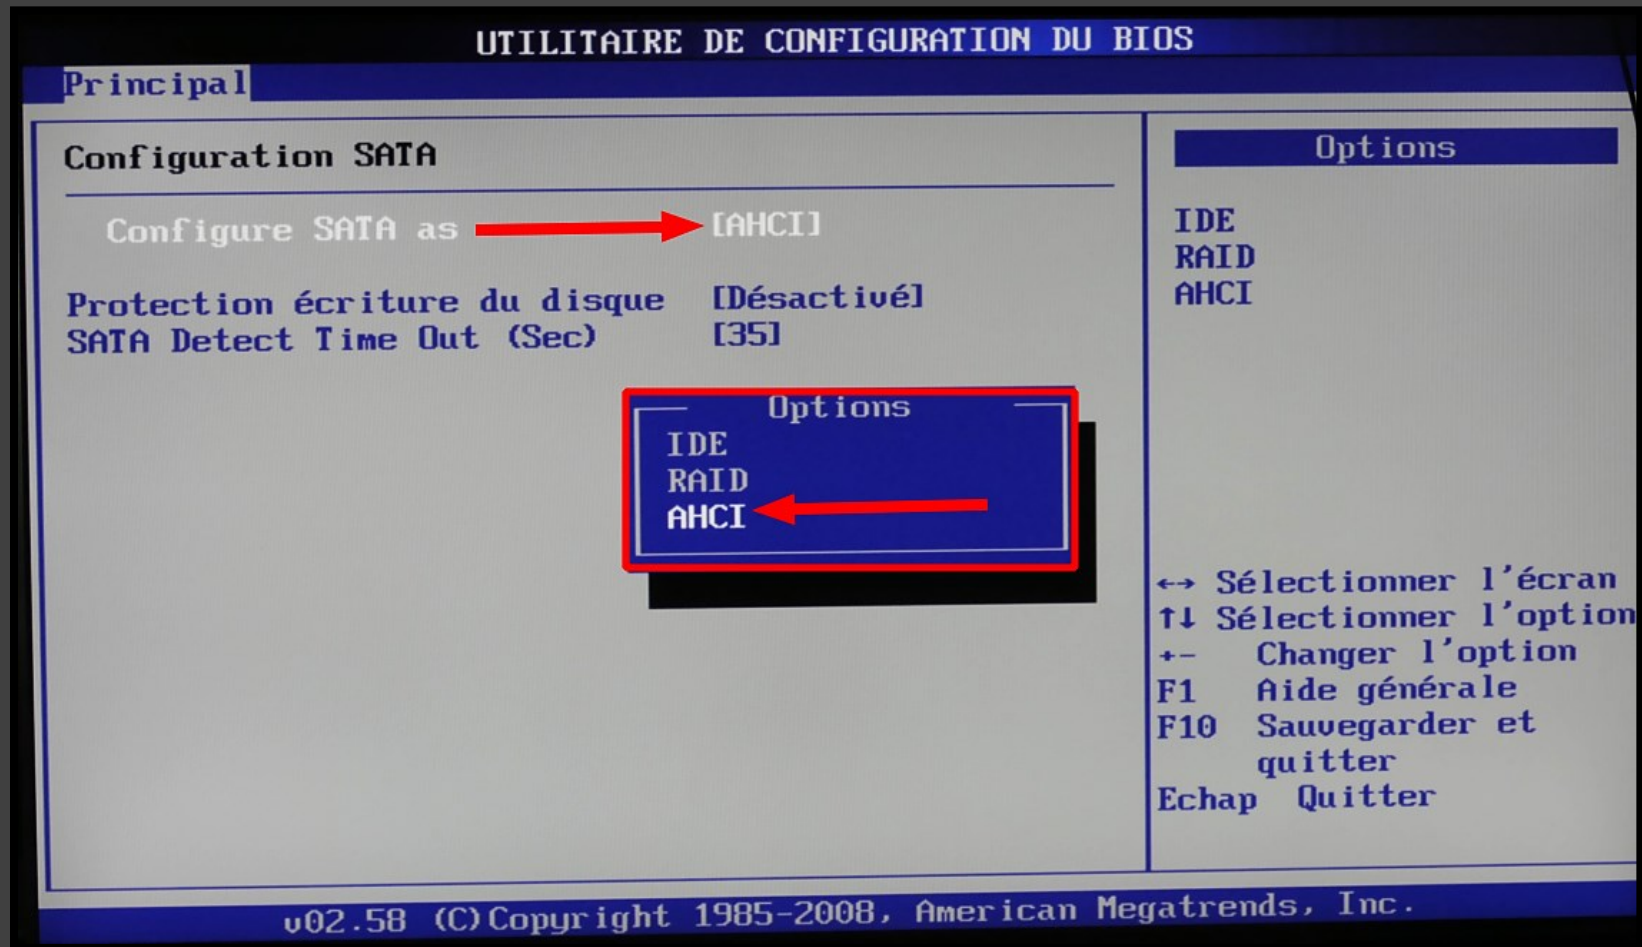 UTILITAIRE DE CONFIGURATION DU BIOS
Principal
Configuration SATA
Configure SATA as [AHCI]
Protection écriture du disque [Désactivé]
SATA Detect Time Out (Sec) [35]
Options
IDE
RAID
AHCI
Options
IDE
RAID
AHCI
←→ Sélectionner l'écran
↑↓ Sélectionner l'option
+- Changer l'option
F1 Aide générale
F10 Sauvegarder et
quitter
Echap Quitter
v02.58 (C)Copyright 1985-2008, American Megatrends, Inc.